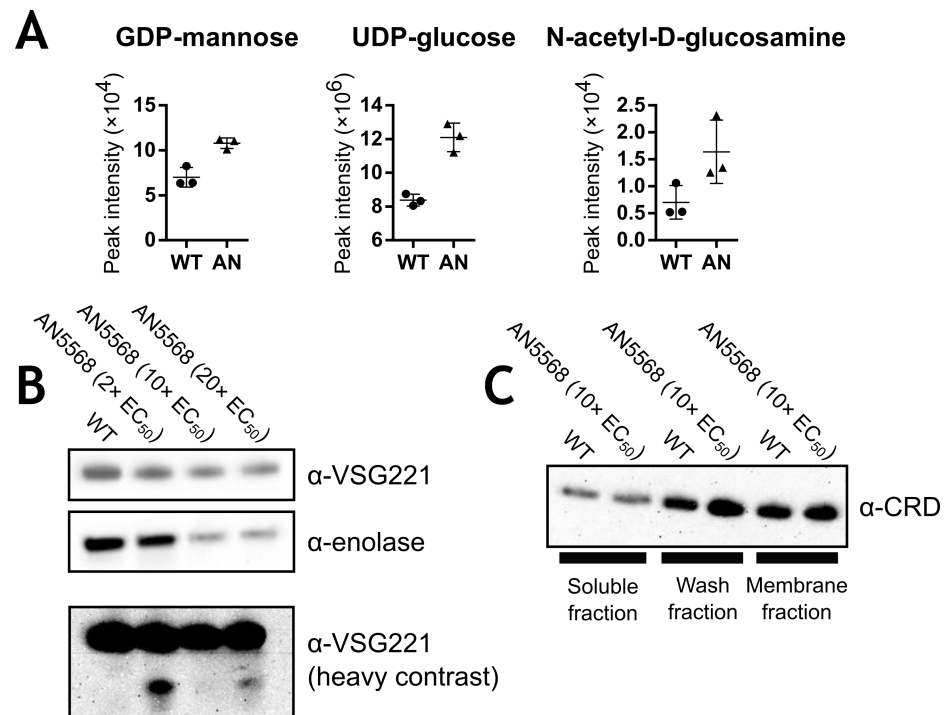 A
GDP-mannose
UDP-glucose
N-acetyl-D-glucosamine
Peak intensity (×10⁴)
15
10
5
0
WT AN
Peak intensity (×10⁶)
14
12
10
8
6
WT AN
Peak intensity (×10⁴)
2.5
2.0
1.5
1.0
0.5
0.0
WT AN
B
WT
AN5568 (2× EC₅₀)
AN5568 (10× EC₅₀)
AN5568 (20× EC₅₀)
α-VSG221
α-enolase
α-VSG221
(heavy contrast)
C
WT
AN5568 (10× EC₅₀)
WT
AN5568 (10× EC₅₀)
WT
AN5568 (10× EC₅₀)
α-CRD
Soluble
fraction
Wash
fraction
Membrane
fraction